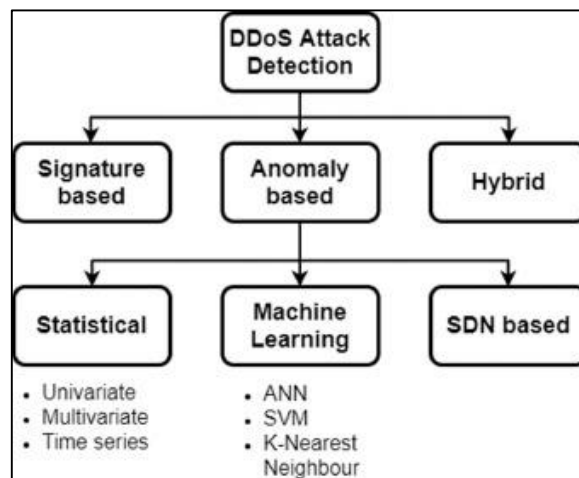 DDoS Attack
Detection
Signature
based
Anomaly
based
Hybrid
Statistical
Machine
Learning
SDN based
• Univariate
• Multivariate
• Time series
• ANN
• SVM
• K-Nearest
Neighbour